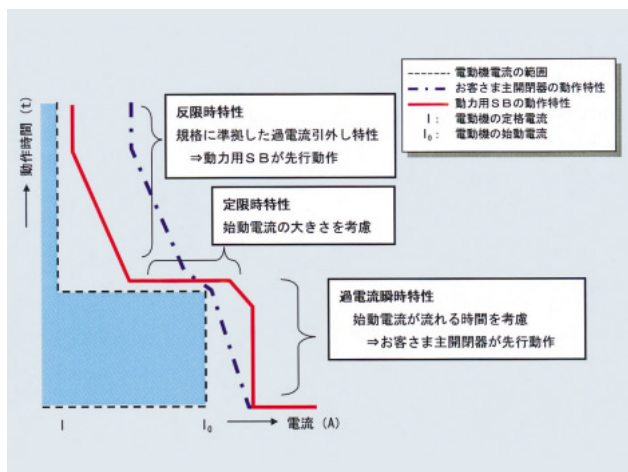 電動機電流の範囲
お客さま主開閉器の動作特性
動力用SBの動作特性
I： 電動機の定格電流
I₀： 電動機の始動電流
動作時間（t）
反限時特性
規格に準拠した過電流引外し特性
⇒動力用SBが先行動作
定限時特性
始動電流の大きさを考慮
過電流瞬時特性
始動電流が流れる時間を考慮
⇒お客さま主開閉器が先行動作
I
I₀
電流（A）